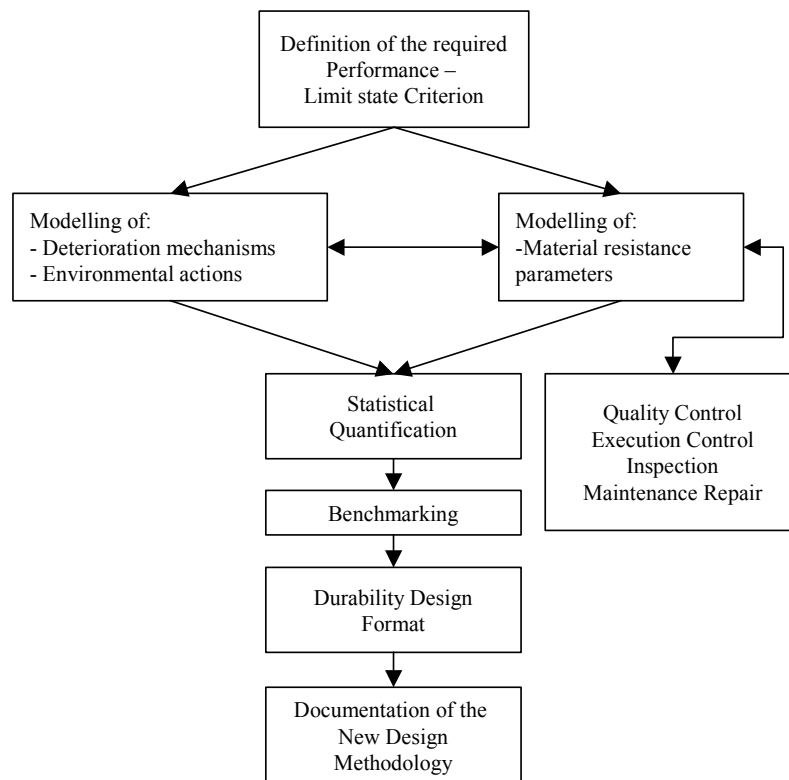 Definition of the required
Performance –
Limit state Criterion
Modelling of:
- Deterioration mechanisms
- Environmental actions
Modelling of:
-Material resistance
parameters
Statistical
Quantification
Quality Control
Execution Control
Inspection
Maintenance Repair
Benchmarking
Durability Design
Format
Documentation of the
New Design
Methodology